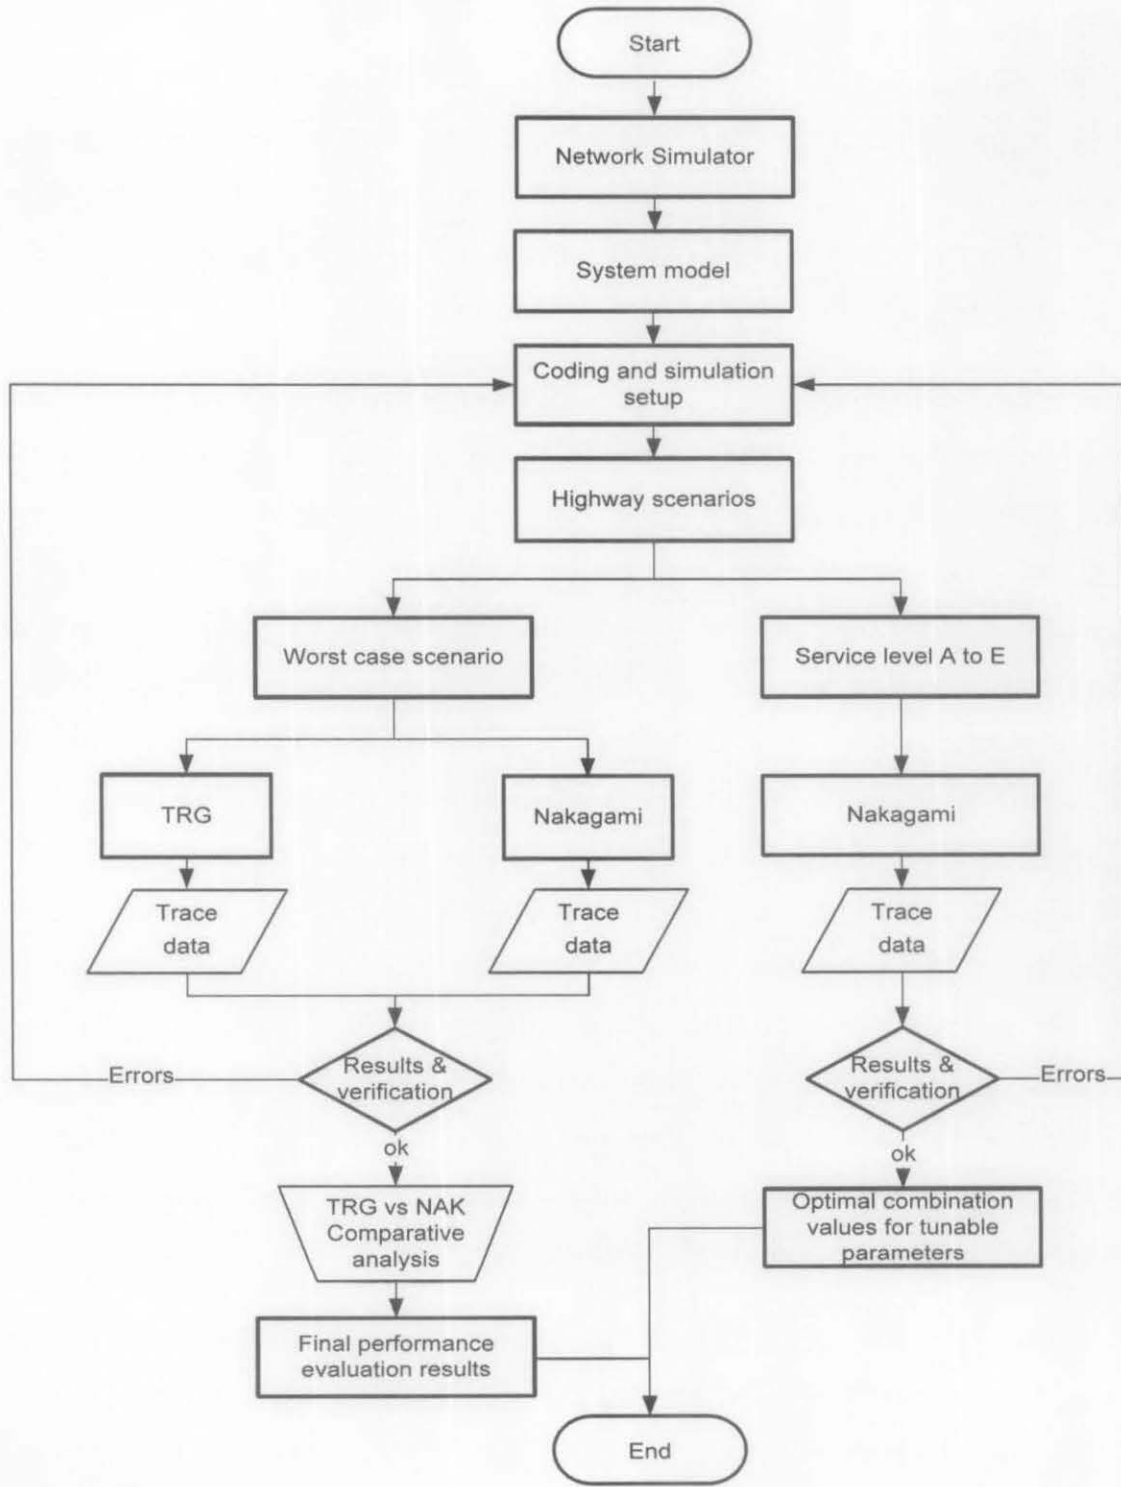 Start
Network Simulator
System model
Coding and simulation
setup
Highway scenarios
Worst case scenario
Service level A to E
TRG
Nakagami
Nakagami
Trace
data
Trace
data
Trace
data
Errors
Results &
verification
Results &
verification
Errors
ok
ok
TRG vs NAK
Comparative
analysis
Optimal combination
values for tunable
parameters
Final performance
evaluation results
End